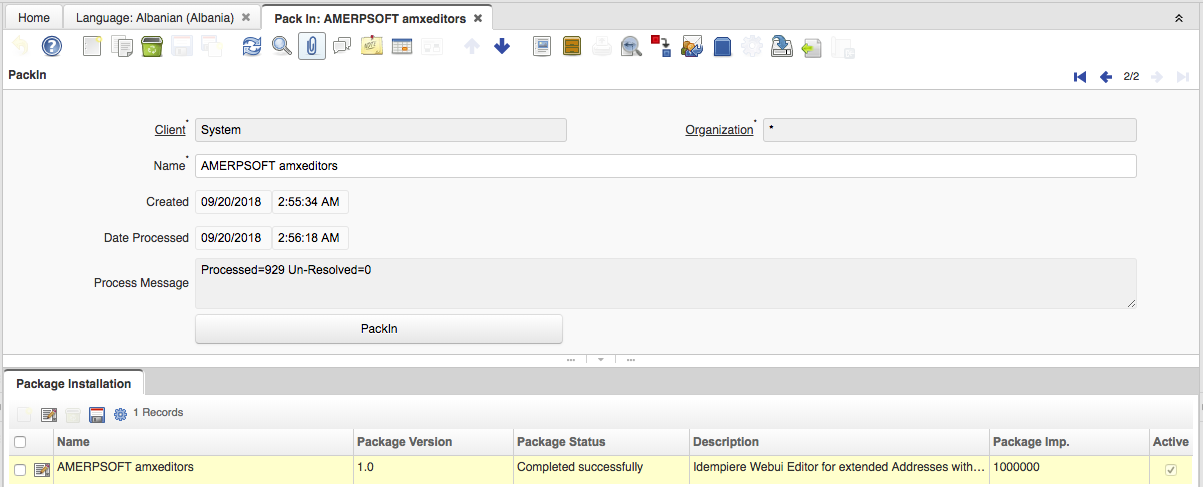 Home
Language: Albanian (Albania)
Pack In: AMERPSOFT amxeditors
PackIn
2/2
Client* System
Organization* *
Name* AMERPSOFT amxeditors
Created 09/20/2018 2:55:34 AM
Date Processed 09/20/2018 2:56:18 AM
Process Message Processed=929 Un-Resolved=0
PackIn
Package Installation
1 Records
Name Package Version Package Status Description Package Imp. Active
AMERPSOFT amxeditors 1.0 Completed successfully Idempiere Webui Editor for extended Addresses with… 1000000